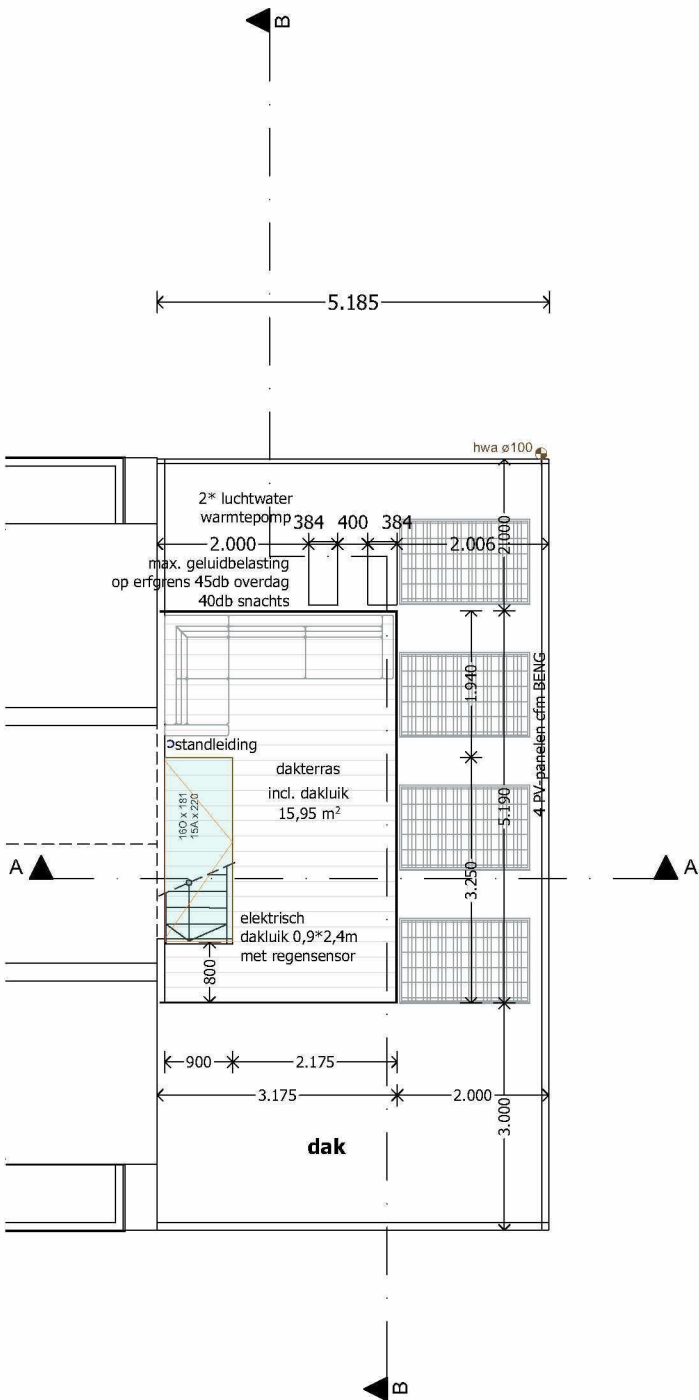 B
5.185
hwa ø100
2* luchtwater
warmtepomp
384
400
384
2.000
2.006
2.000
max. geluidbelasting
op erfgrens 45db overdag
40db snachts
1.940
4 PV-panelen cfm BENG
standleiding
dakterras
incl. dakluik
15,95 m²
16O x 181
15A x 220
5.190
A
A
3.250
elektrisch
dakluik 0,9*2,4m
met regensensor
800
900
2.175
3.175
2.000
3.000
dak
B